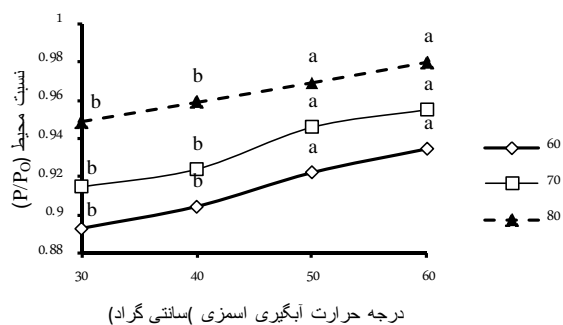 1
0.98
0.96
0.94
0.92
0.9
0.88
نسبت محیط (P/P0)
b
b
a
a
b
b
a
a
b
b
a
a
30
40
50
60
درجه حرارت آبگیری اسمزی )سانتی گراد)
60
70
80